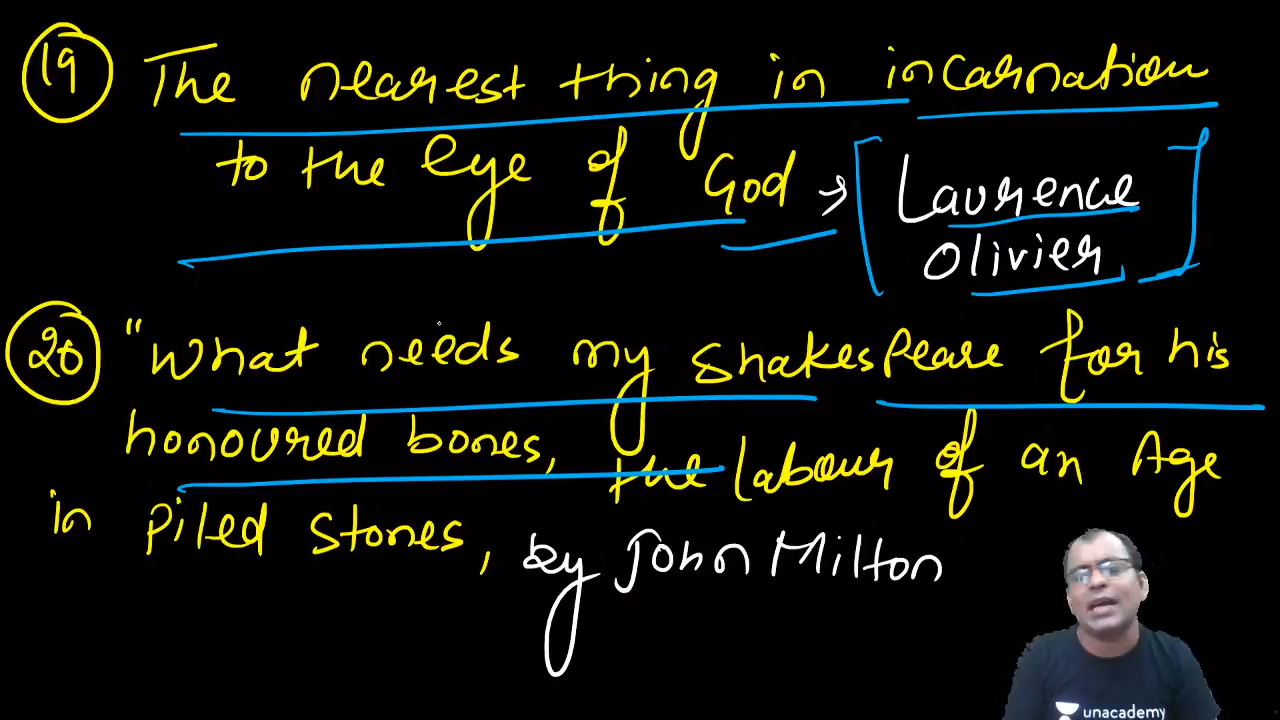 19 The nearest thing in incarnation
to the eye of God → [Laurence
Olivier]
20 "What needs my shakespeare for his
honoured bones, the labour of an Age
in Piled stones, by John Milton
unacademy